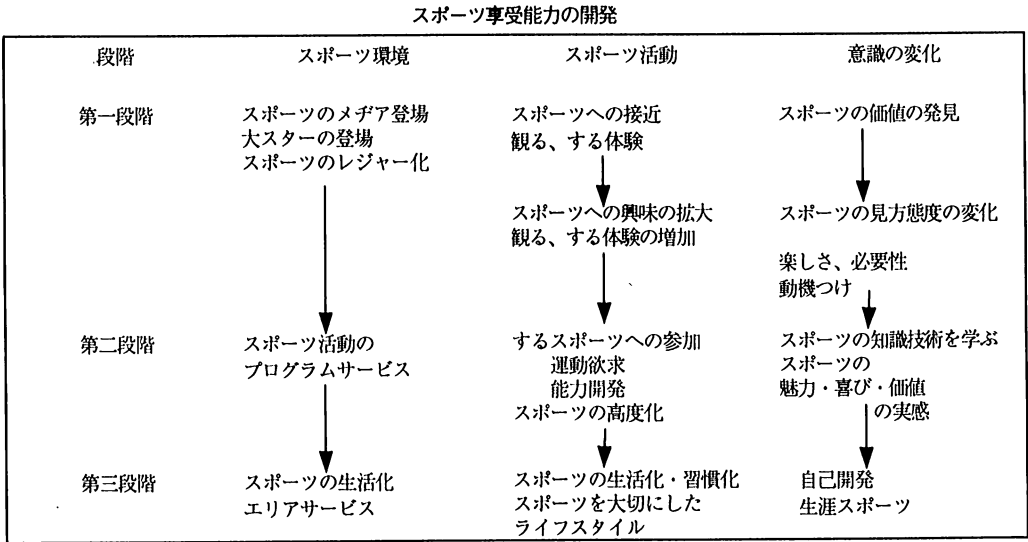 スポーツ享受能力の開発
段階 スポーツ環境 スポーツ活動 意識の変化
第一段階 スポーツのメヂア登場 スポーツへの接近 スポーツの価値の発見
大スターの登場 観る、する体験
スポーツのレジャー化
スポーツへの興味の拡大 スポーツの見方態度の変化
観る、する体験の増加
楽しさ、必要性
動機つけ
第二段階 スポーツ活動の するスポーツへの参加 スポーツの知識技術を学ぶ
プログラムサービス 運動欲求 スポーツの
能力開発 魅力・喜び・価値
スポーツの高度化 の実感
第三段階 スポーツの生活化 スポーツの生活化・習慣化 自己開発
エリアサービス スポーツを大切にした 生涯スポーツ
ライフスタイル